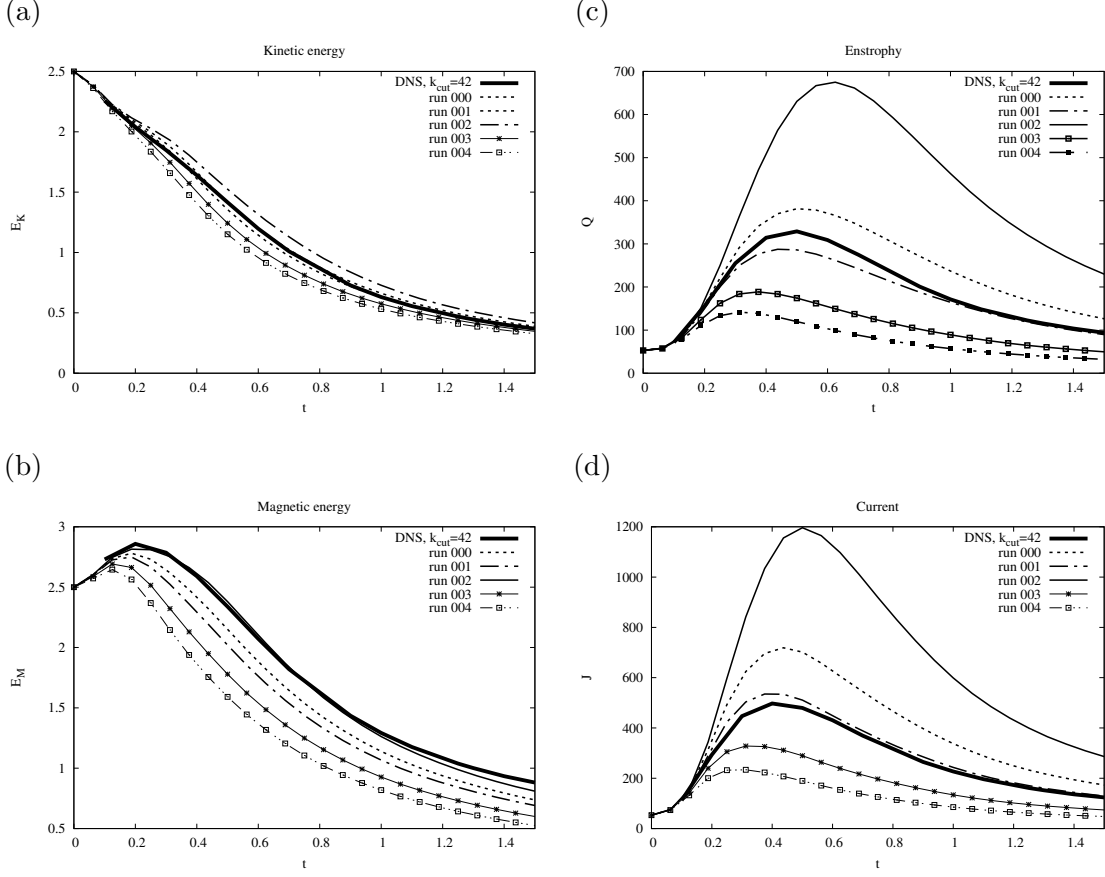 (a)
Kinetic energy
2.5
2
1.5
1
0.5
0
E_K
DNS, k_cut=42
run 000
run 001
run 002
run 003
run 004
0 0.2 0.4 0.6 0.8 1 1.2 1.4
t
(c)
Enstrophy
700
600
500
400
300
200
100
0
Q
DNS, k_cut=42
run 000
run 001
run 002
run 003
run 004
0 0.2 0.4 0.6 0.8 1 1.2 1.4
t
(b)
Magnetic energy
3
2.5
2
1.5
1
0.5
E_M
DNS, k_cut=42
run 000
run 001
run 002
run 003
run 004
0 0.2 0.4 0.6 0.8 1 1.2 1.4
t
(d)
Current
1200
1000
800
600
400
200
0
J
DNS, k_cut=42
run 000
run 001
run 002
run 003
run 004
0 0.2 0.4 0.6 0.8 1 1.2 1.4
t